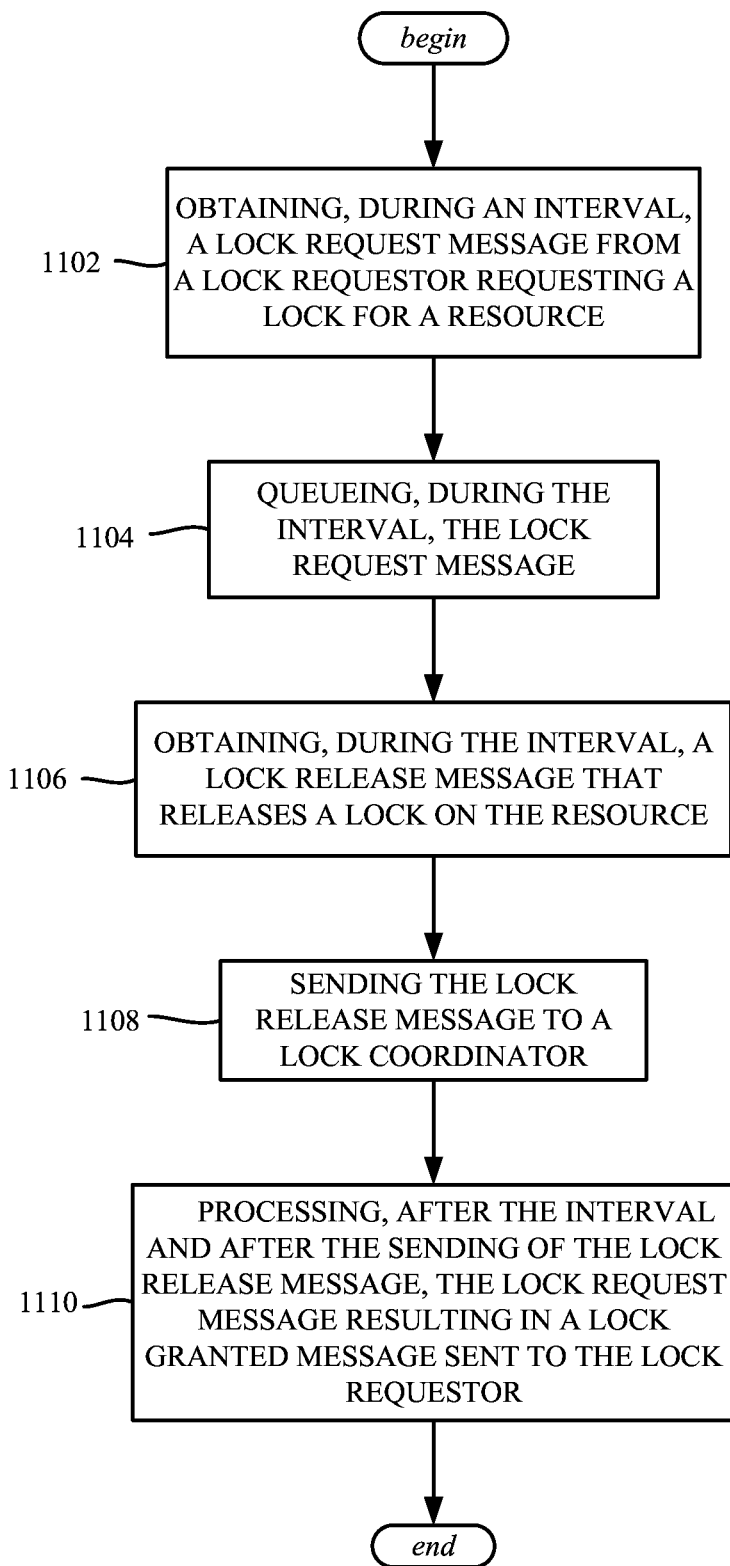 begin
1102
OBTAINING, DURING AN INTERVAL,
A LOCK REQUEST MESSAGE FROM
A LOCK REQUESTOR REQUESTING A
LOCK FOR A RESOURCE
1104
QUEUEING, DURING THE
INTERVAL, THE LOCK
REQUEST MESSAGE
1106
OBTAINING, DURING THE INTERVAL, A
LOCK RELEASE MESSAGE THAT
RELEASES A LOCK ON THE RESOURCE
1108
SENDING THE LOCK
RELEASE MESSAGE TO A
LOCK COORDINATOR
1110
PROCESSING, AFTER THE INTERVAL
AND AFTER THE SENDING OF THE LOCK
RELEASE MESSAGE, THE LOCK REQUEST
MESSAGE RESULTING IN A LOCK
GRANTED MESSAGE SENT TO THE LOCK
REQUESTOR
end